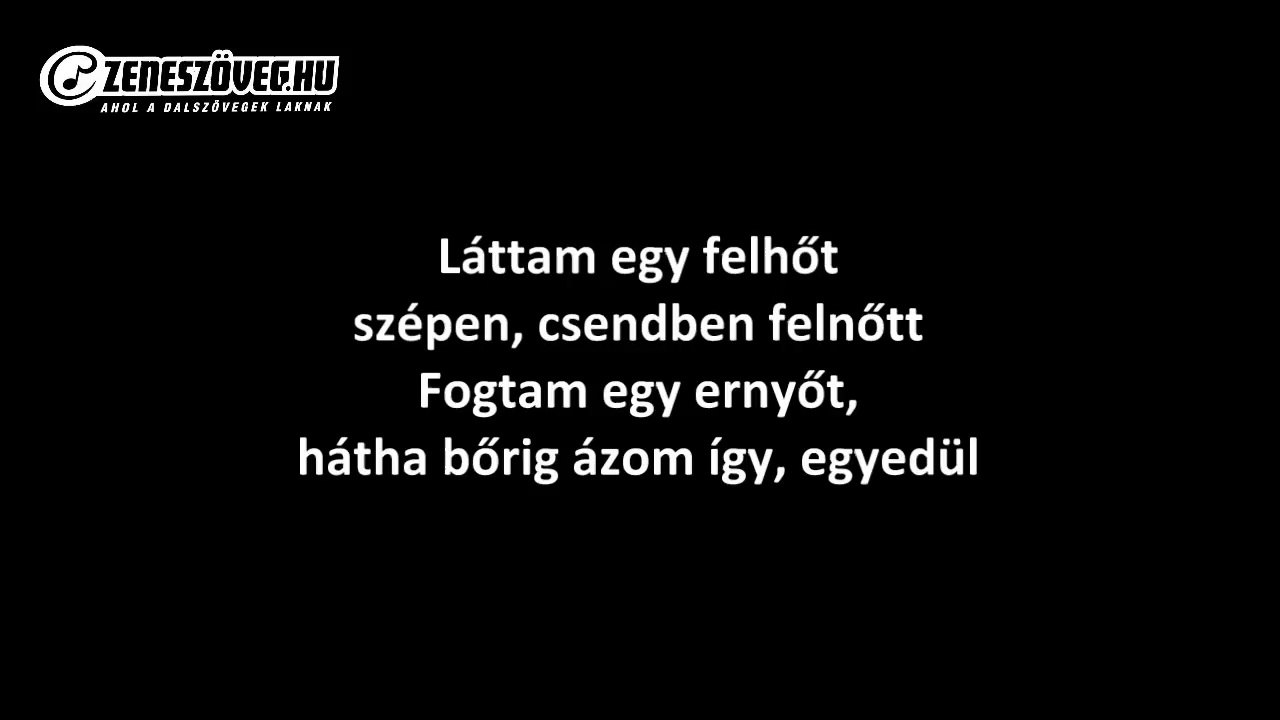 ZENESZÖVEG.HU
AHOL A DALSZÖVEGEK LAKNAK
Láttam egy felhőt
szépen, csendben felnőtt
Fogtam egy ernyőt,
hátha bőrig ázom így, egyedül